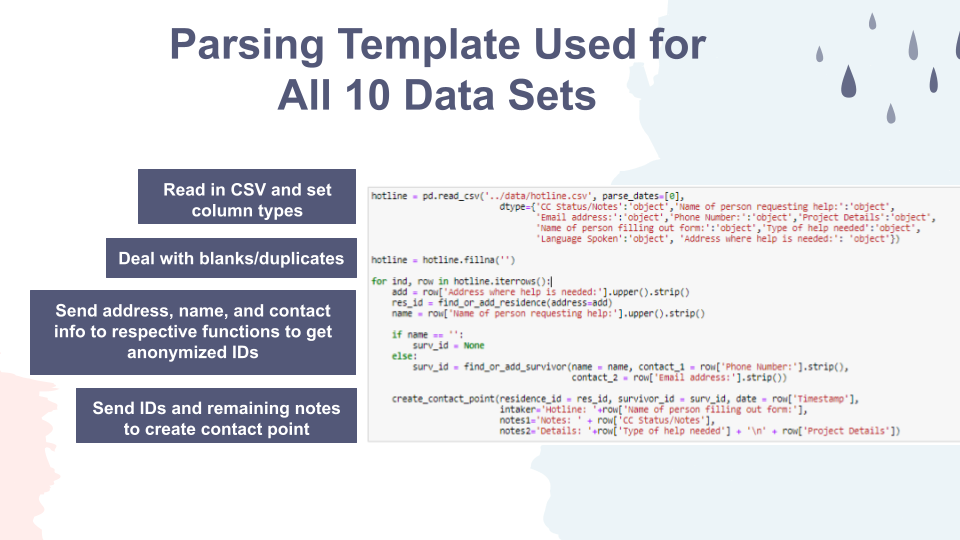 Parsing Template Used for
All 10 Data Sets
Read in CSV and set
column types
Deal with blanks/duplicates
Send address, name, and contact
info to respective functions to get
anonymized IDs
Send IDs and remaining notes
to create contact point
hotline = pd.read_csv('../data/hotline.csv', parse_dates=[0],
dtype={'CC Status/Notes':'object','Name of person requesting help:':'object',
'Email address:':'object','Phone Number:':'object','Project Details':'object',
'Name of person filling out form:':'object','Type of help needed':'object',
'Language Spoken':'object', 'Address where help is needed:': 'object'})
hotline = hotline.fillna('')
for ind, row in hotline.iterrows():
add = row['Address where help is needed:'].upper().strip()
res_id = find_or_add_residence(address=add)
name = row['Name of person requesting help:'].upper().strip()
if name == '':
surv_id = None
else:
surv_id = find_or_add_survivor(name = name, contact_1 = row['Phone Number:'].strip(),
contact_2 = row['Email address:'].strip())
create_contact_point(residence_id = res_id, survivor_id = surv_id, date = row['Timestamp'],
intaker='Hotline: '+row['Name of person filling out form:'],
notes1='Notes: ' + row['CC Status/Notes'],
notes2='Details: '+row['Type of help needed'] + '\n' + row['Project Details'])